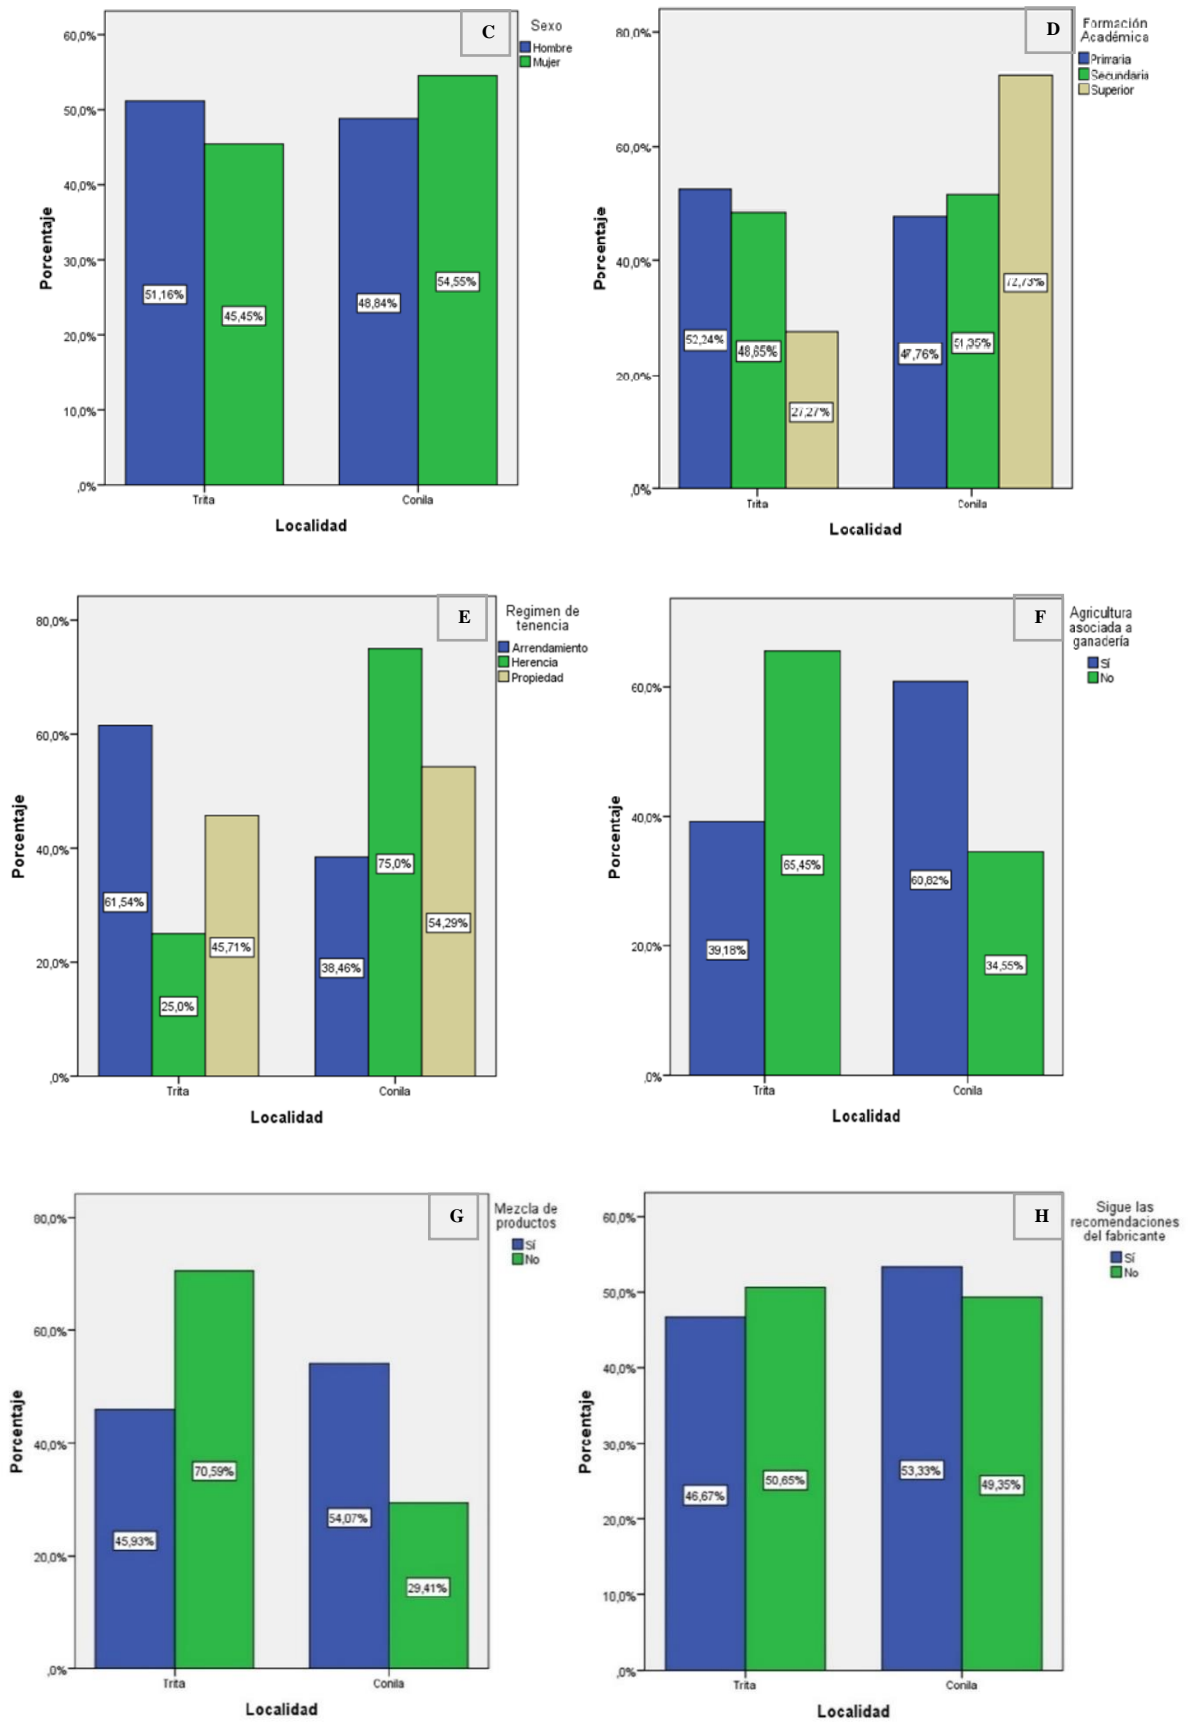 C
Sexo
Hombre
Mujer
60,0%
50,0%
40,0%
30,0%
20,0%
10,0%
,0%
Porcentaje
51,16%
45,45%
48,84%
54,55%
Trita
Conila
Localidad
D
Formación
Académica
Primaria
Secundaria
Superior
80,0%
60,0%
40,0%
20,0%
,0%
Porcentaje
52,24%
48,65%
27,27%
47,76%
51,35%
72,73%
Trita
Conila
Localidad
E
Regimen de
tenencia
Arrendamiento
Herencia
Propiedad
80,0%
60,0%
40,0%
20,0%
,0%
Porcentaje
61,54%
25,0%
45,71%
38,46%
75,0%
54,29%
Trita
Conila
Localidad
F
Agricultura
asociada a
ganadería
Sí
No
60,0%
40,0%
20,0%
,0%
Porcentaje
39,18%
65,45%
60,82%
34,55%
Trita
Conila
Localidad
G
Mezcla de
productos
Sí
No
80,0%
60,0%
40,0%
20,0%
,0%
Porcentaje
45,93%
70,59%
54,07%
29,41%
Trita
Conila
Localidad
H
Sigue las
recomendaciones
del fabricante
Sí
No
60,0%
50,0%
40,0%
30,0%
20,0%
10,0%
,0%
Porcentaje
46,67%
50,65%
53,33%
49,35%
Trita
Conila
Localidad